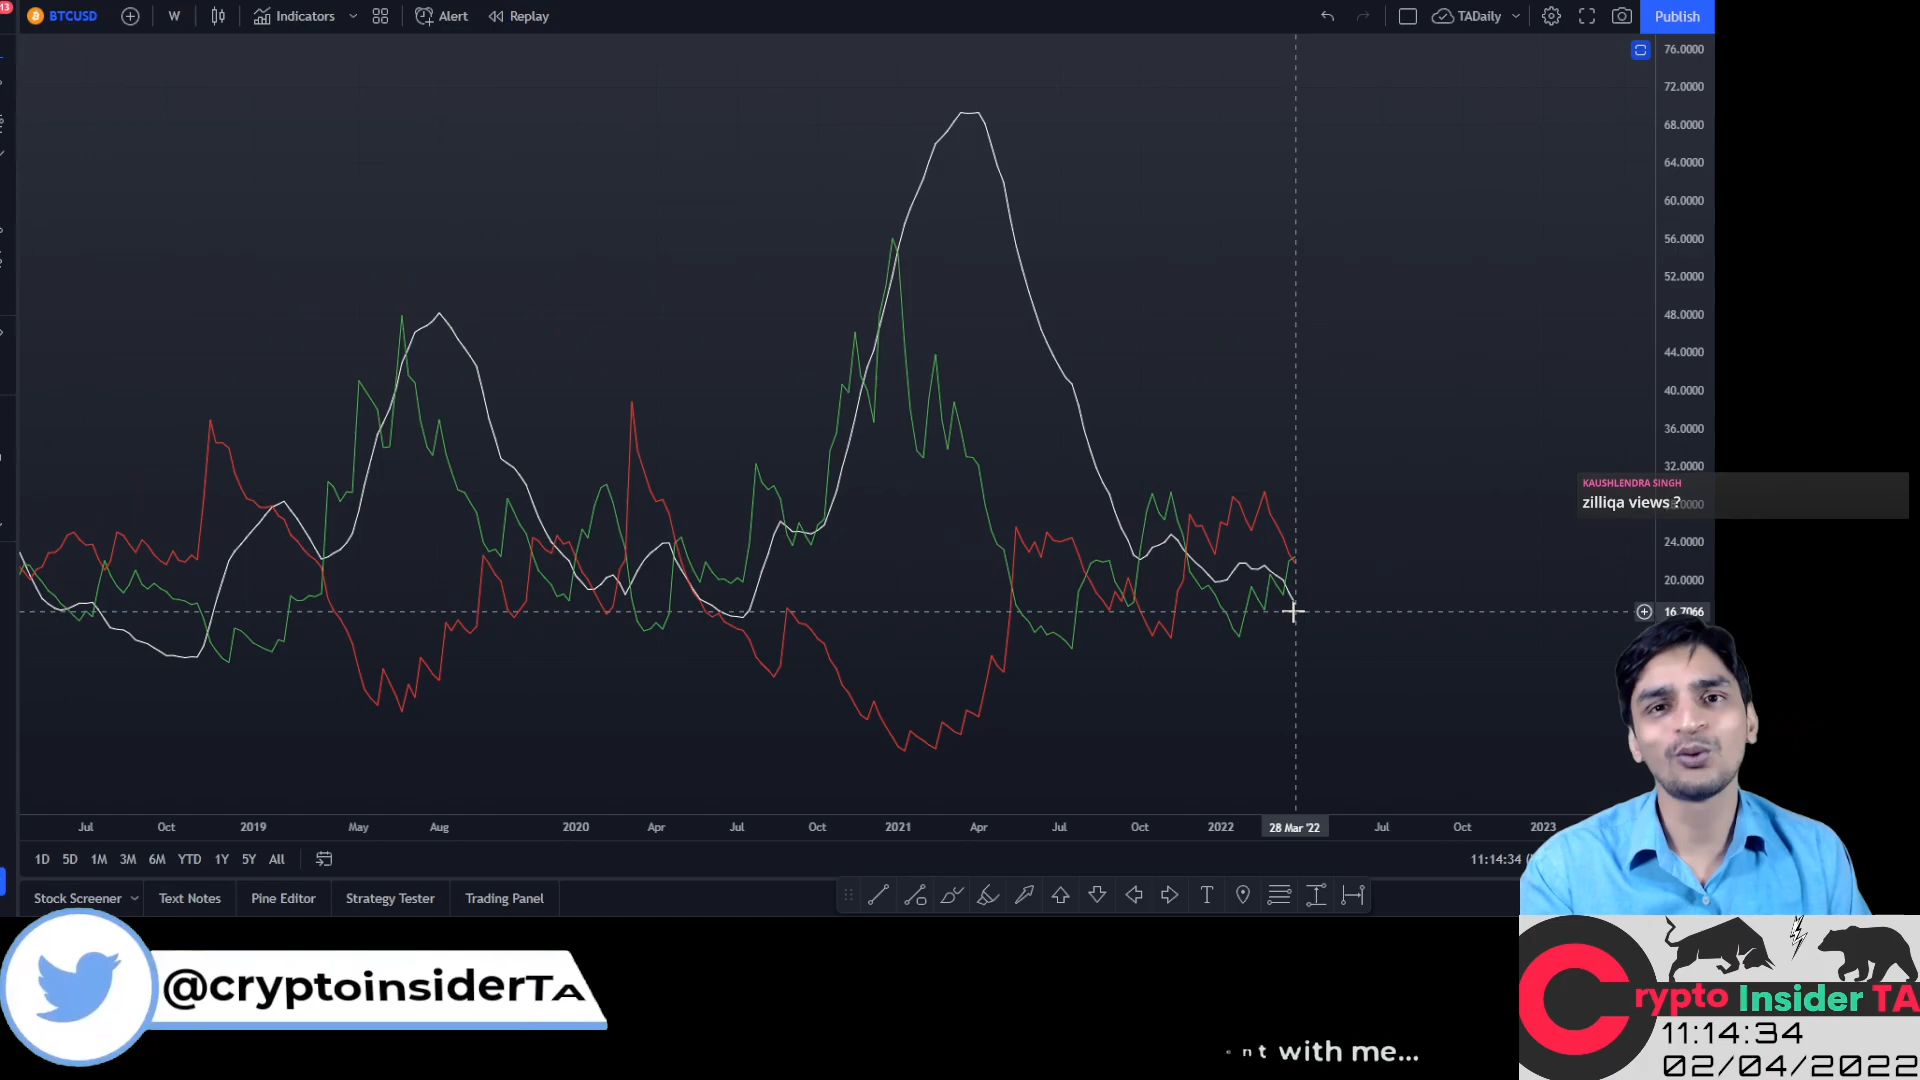 13
BTCUSD
W
Indicators
Alert
Replay
TADaily
Publish
76.0000
72.0000
68.0000
64.0000
60.0000
56.0000
52.0000
48.0000
44.0000
40.0000
36.0000
32.0000
KAUSHLENDRA SINGH
zilliqa views ?
28.0000
24.0000
20.0000
16.7066
Jul
Oct
2019
May
Aug
2020
Apr
Jul
Oct
2021
Apr
Jul
Oct
2022
28 Mar '22
Jul
Oct
2023
1D
5D
1M
3M
6M
YTD
1Y
5Y
All
11:14:34
Stock Screener
Text Notes
Pine Editor
Strategy Tester
Trading Panel
T
@cryptoinsiderTA
Crypto Insider TA
11:14:34
02/04/2022
with me...